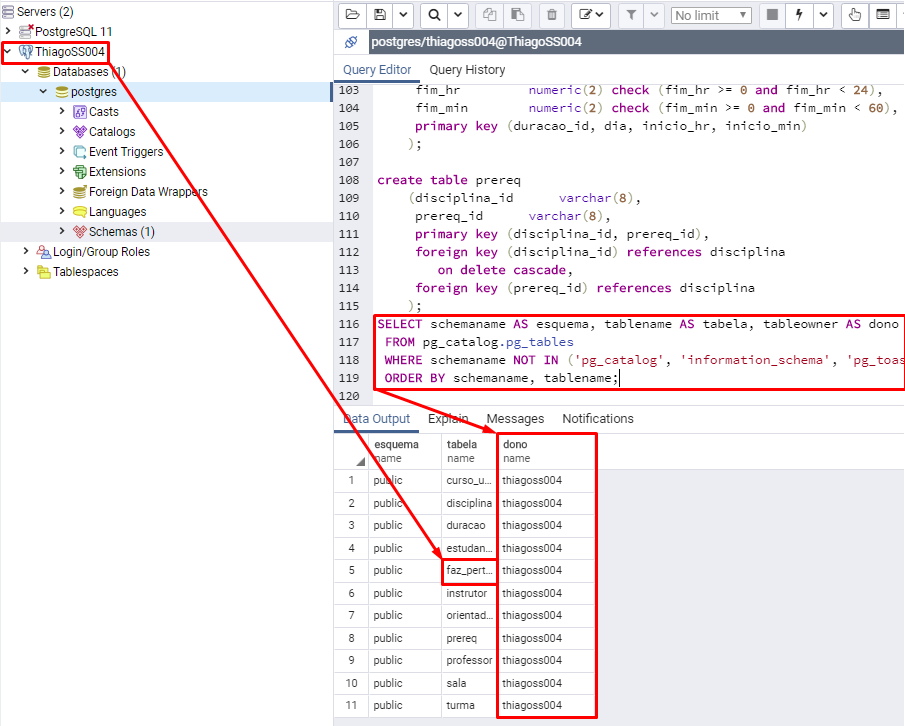 Servers (2)
PostgreSQL 11
ThiagoSS004
Databases (1)
postgres
Casts
Catalogs
Event Triggers
Extensions
Foreign Data Wrappers
Languages
Schemas (1)
Login/Group Roles
Tablespaces
No limit
postgres/thiagoss004@ThiagoSS004
Query Editor Query History
103 fim_hr numeric(2) check (fim_hr >= 0 and fim_hr < 24),
104 fim_min numeric(2) check (fim_min >= 0 and fim_min < 60),
105 primary key (duracao_id, dia, inicio_hr, inicio_min)
106 );
107
108 create table prereq
109 (disciplina_id varchar(8),
110 prereq_id varchar(8),
111 primary key (disciplina_id, prereq_id),
112 foreign key (disciplina_id) references disciplina
113 on delete cascade,
114 foreign key (prereq_id) references disciplina
115 );
116 SELECT schemaname AS esquema, tablename AS tabela, tableowner AS dono
117 FROM pg_catalog.pg_tables
118 WHERE schemaname NOT IN ('pg_catalog', 'information_schema', 'pg_toas
119 ORDER BY schemaname, tablename;
120
Data Output Explain Messages Notifications
esquema tabela dono
name name name
1 public curso_u... thiagoss004
2 public disciplina thiagoss004
3 public duracao thiagoss004
4 public estudan... thiagoss004
5 public faz_pert... thiagoss004
6 public instrutor thiagoss004
7 public orientad... thiagoss004
8 public prereq thiagoss004
9 public professor thiagoss004
10 public sala thiagoss004
11 public turma thiagoss004